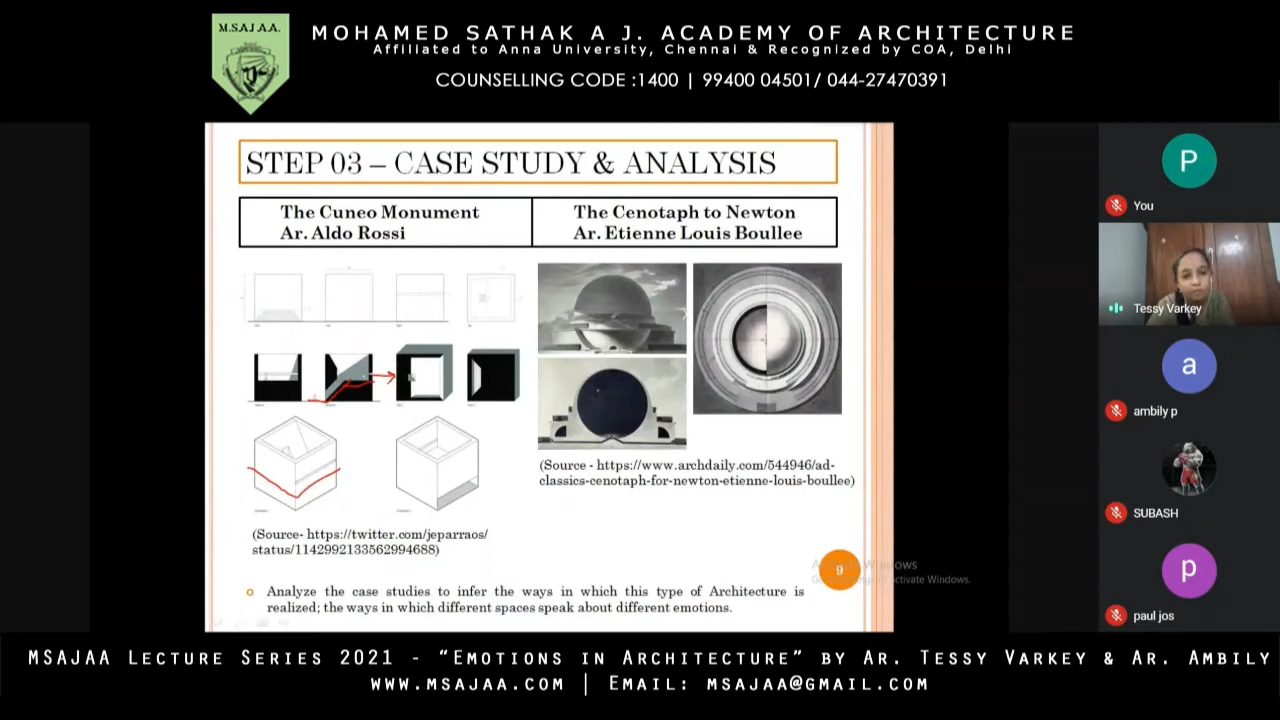 M.SAJ AA.
MOHAMED SATHAK A J. ACADEMY OF ARCHITECTURE
Affiliated to Anna University, Chennai & Recognized by COA, Delhi
COUNSELLING CODE :1400 | 99400 04501/ 044-27470391
STEP 03 – CASE STUDY & ANALYSIS
The Cuneo Monument
Ar. Aldo Rossi
The Cenotaph to Newton
Ar. Etienne Louis Boullee
(Source - https://www.archdaily.com/544946/ad-
classics-cenotaph-for-newton-etienne-louis-boullee)
(Source- https://twitter.com/jeparraos/
status/1142992133562994688)
9
Analyze the case studies to infer the ways in which this type of Architecture is
realized; the ways in which different spaces speak about different emotions.
P
You
Tessy Varkey
a
ambily p
SUBASH
p
paul jos
MSAJAA Lecture Series 2021 - “Emotions in Architecture” by Ar. Tessy Varkey & Ar. Ambily
www.msajaa.com | Email: msajaa@gmail.com